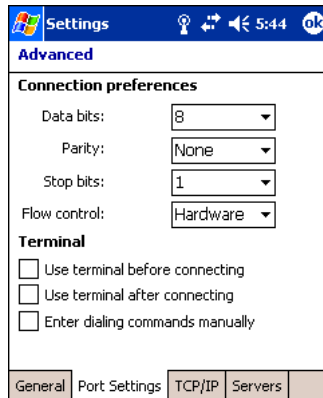 Settings 5:44 ok
Advanced
Connection preferences
Data bits: 8
Parity: None
Stop bits: 1
Flow control: Hardware
Terminal
Use terminal before connecting
Use terminal after connecting
Enter dialing commands manually
General Port Settings TCP/IP Servers